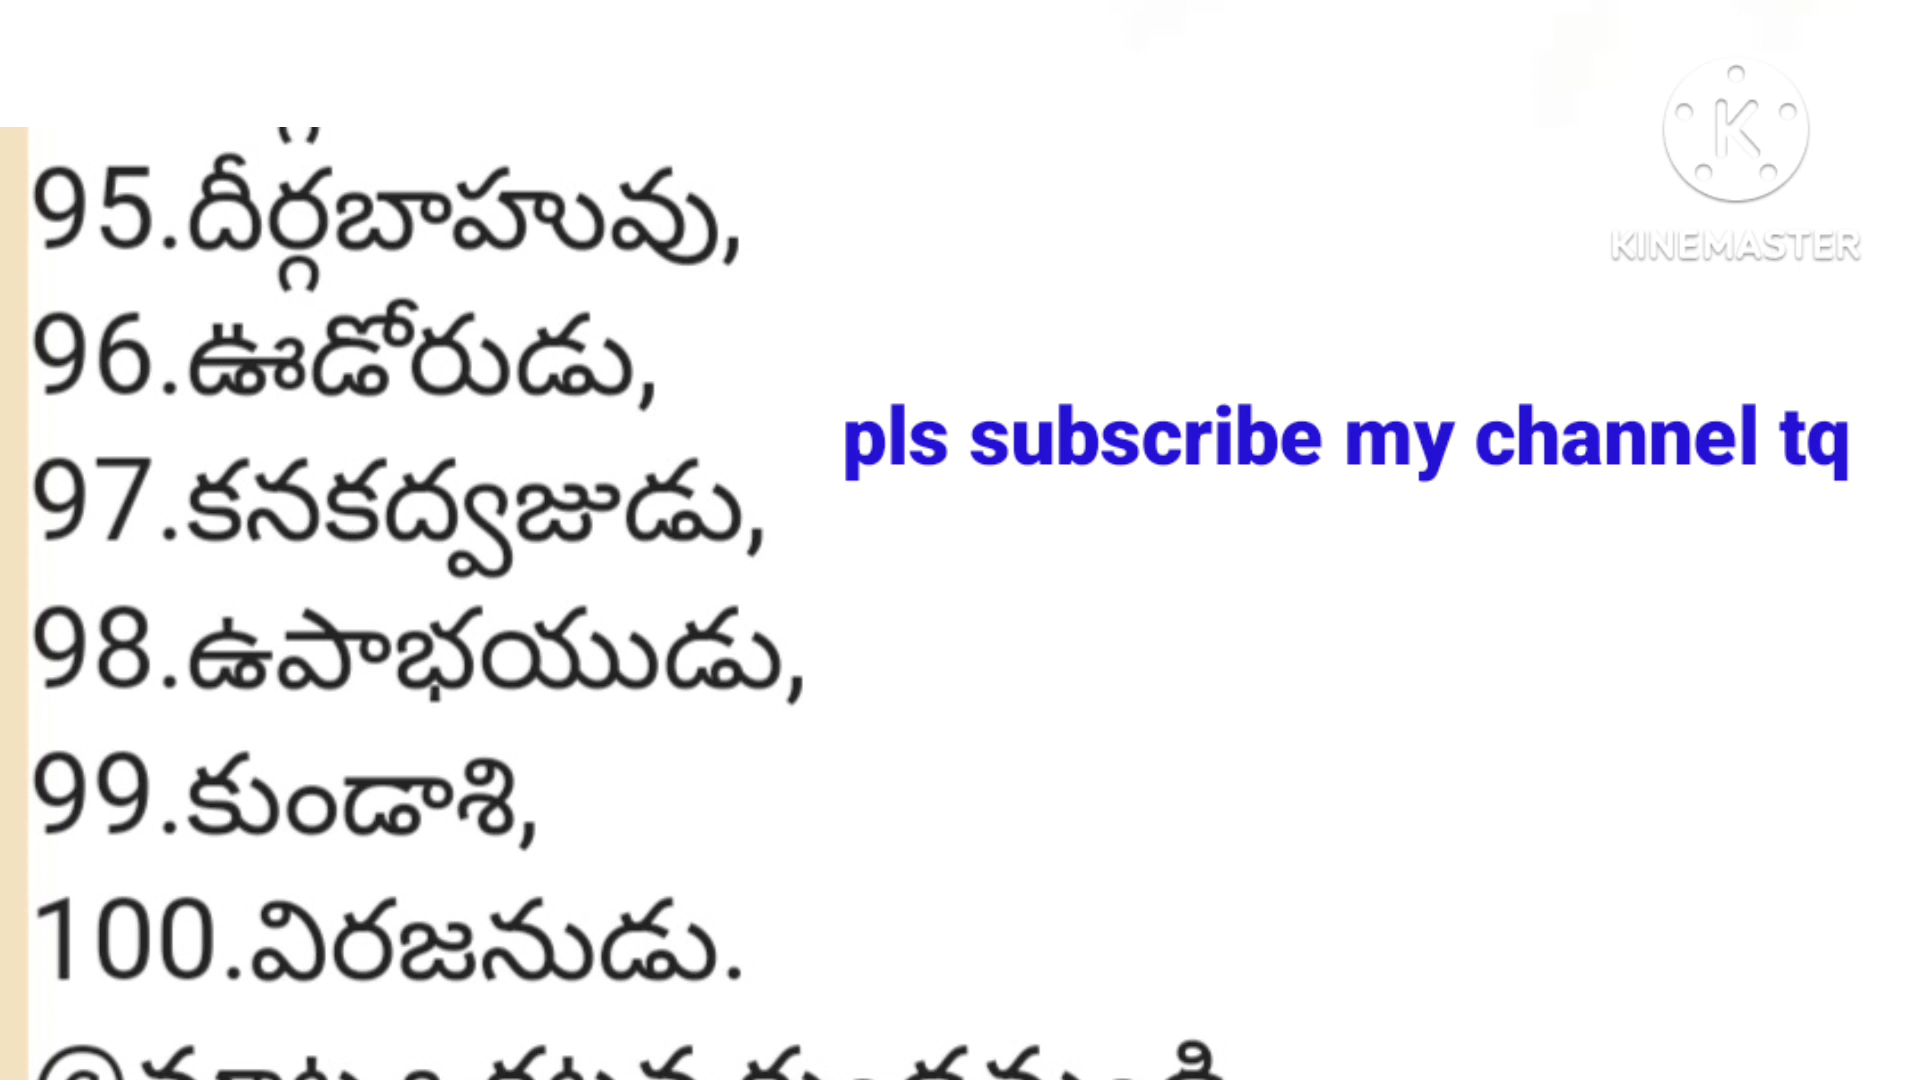 95.దీర్గబాహువు,
96.ఊడోరుడు,
97.కనకద్వజుడు,
98.ఉపాభయుడు,
99.కుండాశి,
100.విరజనుడు.
pls subscribe my channel tq
KINEMASTER